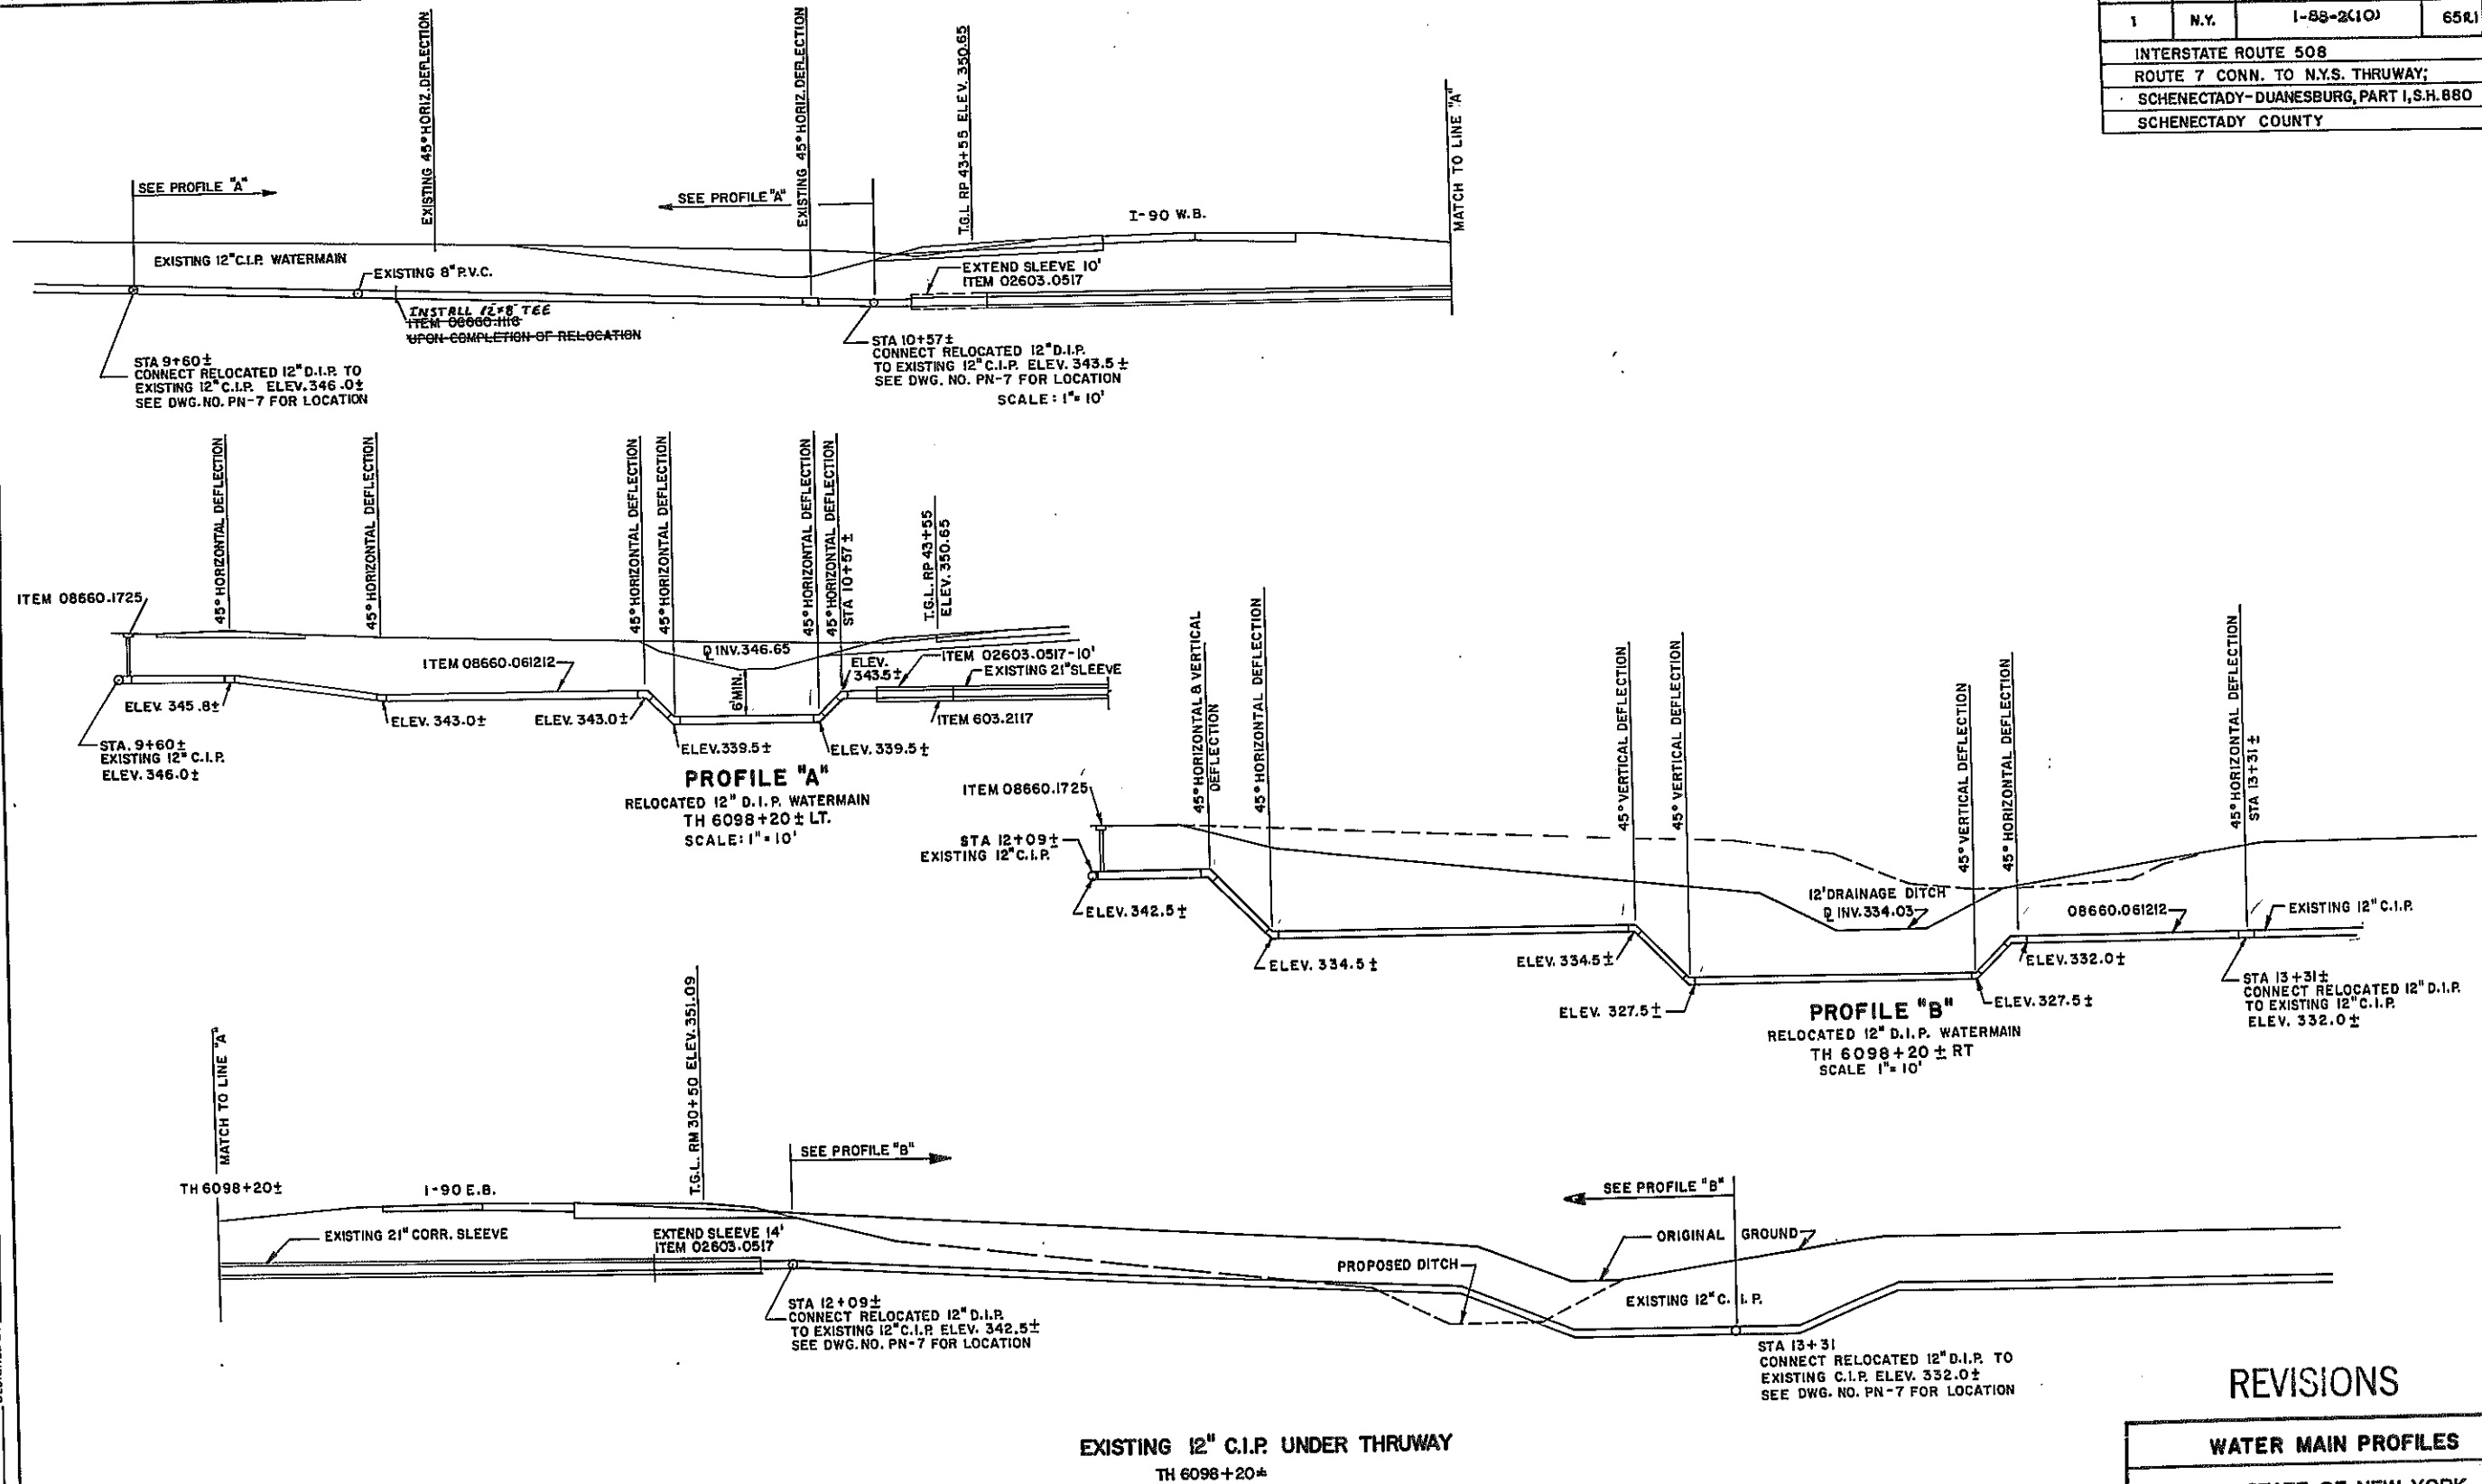 1 N.Y. I-88-2(10) 65R1
INTERSTATE ROUTE 508
ROUTE 7 CONN. TO N.Y.S. THRUWAY;
SCHENECTADY-DUANESBURG, PART I, S.H. 880
SCHENECTADY COUNTY
EXISTING 45° HORIZ. DEFLECTION
EXISTING 45° HORIZ. DEFLECTION
T.G.L. RP 43+55 ELEV. 350.65
MATCH TO LINE "A"
SEE PROFILE "A"
SEE PROFILE "A"
I-90 W.B.
EXISTING 12" C.I.P. WATERMAIN
EXISTING 8" P.V.C.
EXTEND SLEEVE 10'
ITEM 02603.0517
INSTALL 12"x8" TEE
ITEM 08660.1116
UPON COMPLETION OF RELOCATION
STA 9+60±
CONNECT RELOCATED 12" D.I.P. TO
EXISTING 12" C.I.P. ELEV. 346.0±
SEE DWG. NO. PN-7 FOR LOCATION
STA 10+57±
CONNECT RELOCATED 12" D.I.P.
TO EXISTING 12" C.I.P. ELEV. 343.5±
SEE DWG. NO. PN-7 FOR LOCATION
SCALE: 1"=10'
45° HORIZONTAL DEFLECTION
45° HORIZONTAL DEFLECTION
45° HORIZONTAL DEFLECTION
45° HORIZONTAL DEFLECTION
45° HORIZONTAL DEFLECTION
45° HORIZONTAL DEFLECTION
STA 10+57±
T.G.L. RP 43+55
ELEV. 350.65
ITEM 08660.1725
ITEM 08660.061212
℄ INV. 346.65
6' MIN.
ELEV.
343.5±
ITEM 02603.0517-10'
EXISTING 21" SLEEVE
ITEM 603.2117
ELEV. 345.8±
ELEV. 343.0±
ELEV. 343.0±
ELEV. 339.5±
ELEV. 339.5±
STA. 9+60±
EXISTING 12" C.I.P.
ELEV. 346.0±
PROFILE "A"
RELOCATED 12" D.I.P. WATERMAIN
TH 6098+20± LT.
SCALE: 1"=10'
45° HORIZONTAL & VERTICAL
DEFLECTION
45° HORIZONTAL DEFLECTION
45° VERTICAL DEFLECTION
45° VERTICAL DEFLECTION
45° VERTICAL DEFLECTION
45° HORIZONTAL DEFLECTION
45° HORIZONTAL DEFLECTION
STA 13+31±
ITEM 08660.1725
STA 12+09±
EXISTING 12" C.I.P.
ELEV. 342.5±
12' DRAINAGE DITCH
℄ INV. 334.03
08660.061212
EXISTING 12" C.I.P.
ELEV. 334.5±
ELEV. 334.5±
ELEV. 332.0±
ELEV. 327.5±
ELEV. 327.5±
STA 13+31±
CONNECT RELOCATED 12" D.I.P.
TO EXISTING 12" C.I.P.
ELEV. 332.0±
PROFILE "B"
RELOCATED 12" D.I.P. WATERMAIN
TH 6098+20± RT
SCALE 1"=10'
MATCH TO LINE "A"
T.G.L. RM 30+50 ELEV. 351.09
SEE PROFILE "B"
TH 6098+20±
I-90 E.B.
SEE PROFILE "B"
EXISTING 21" CORR. SLEEVE
EXTEND SLEEVE 14'
ITEM 02603.0517
ORIGINAL GROUND
PROPOSED DITCH
EXISTING 12" C.I.P.
STA 12+09±
CONNECT RELOCATED 12" D.I.P.
TO EXISTING 12" C.I.P. ELEV. 342.5±
SEE DWG. NO. PN-7 FOR LOCATION
STA 13+31
CONNECT RELOCATED 12" D.I.P. TO
EXISTING C.I.P. ELEV. 332.0±
SEE DWG. NO. PN-7 FOR LOCATION
REVISIONS
EXISTING 12" C.I.P. UNDER THRUWAY
TH 6098+20±
WATER MAIN PROFILES
STATE OF NEW YORK